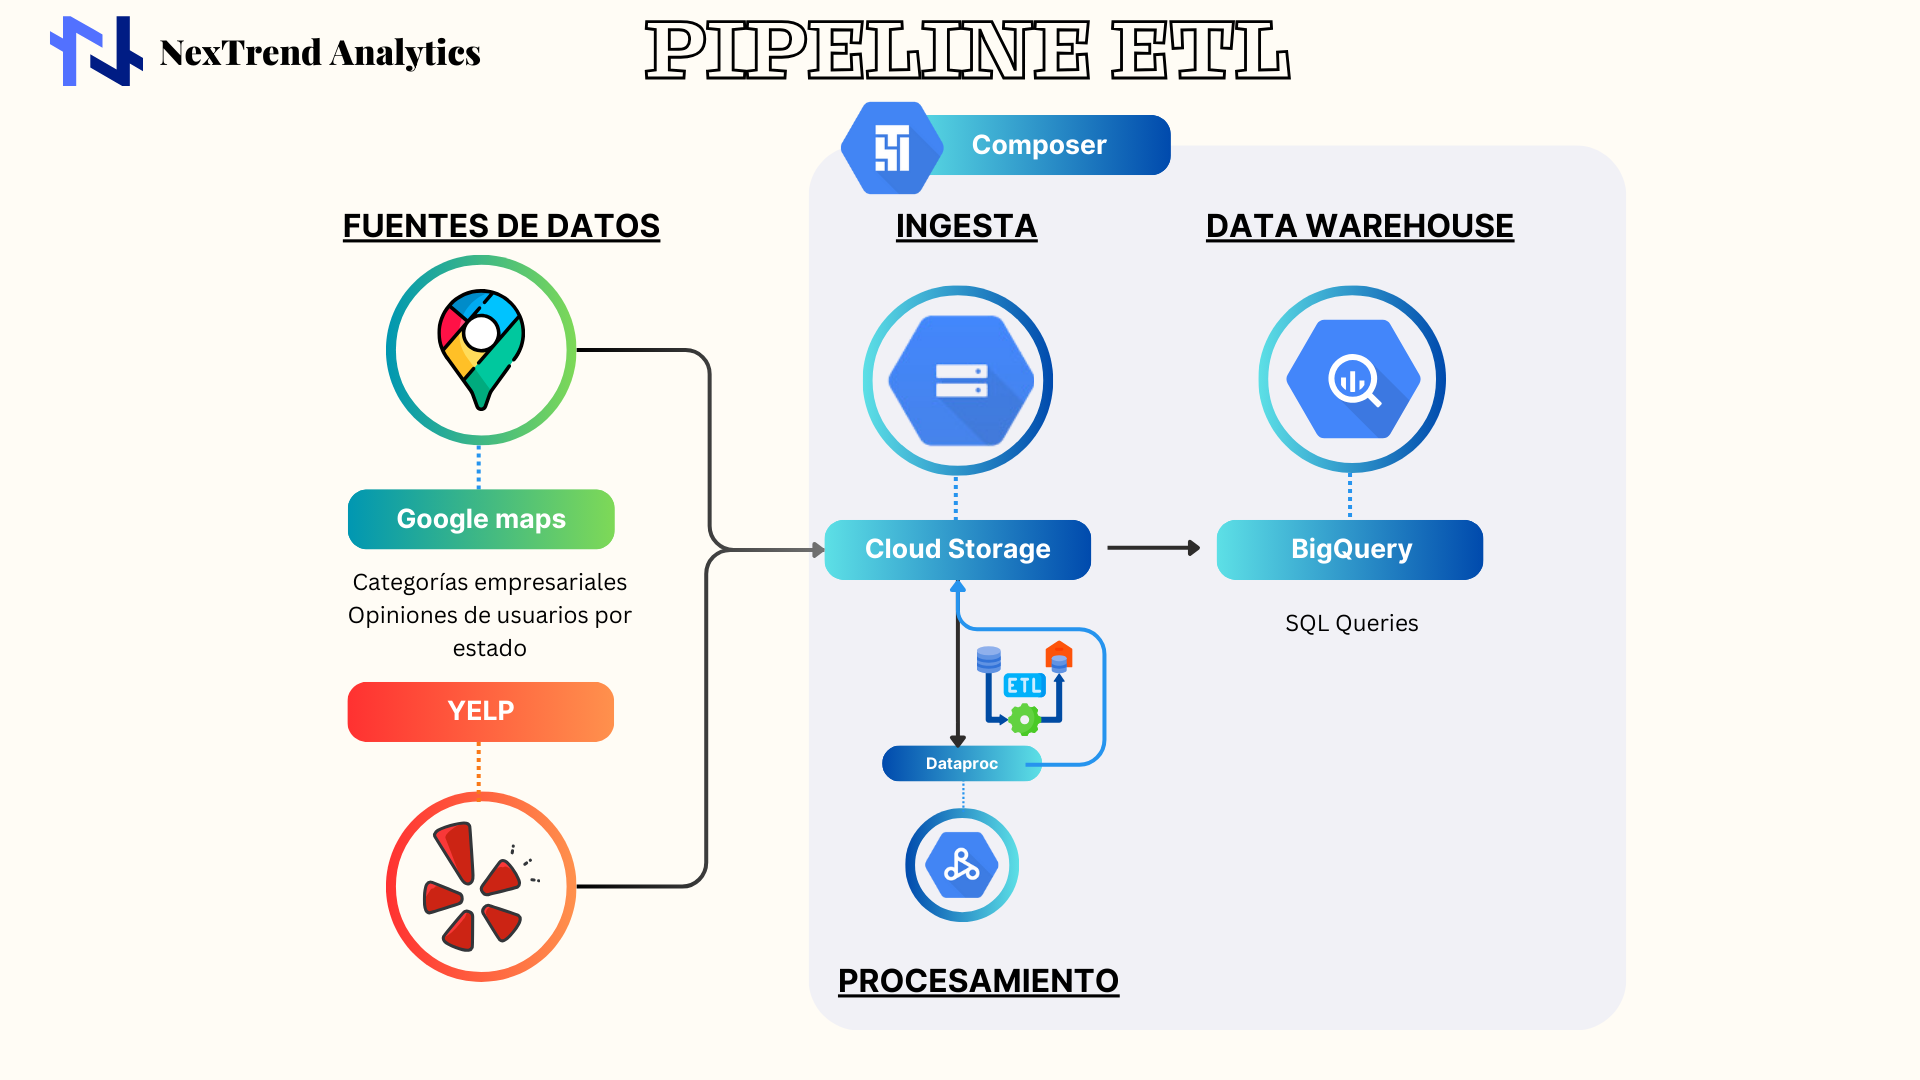 NexTrend Analytics
PIPELINE ETL
Composer
FUENTES DE DATOS
INGESTA
DATA WAREHOUSE
Google maps
Categorías empresariales
Opiniones de usuarios por
estado
YELP
Cloud Storage
BigQuery
SQL Queries
ETL
Dataproc
PROCESAMIENTO